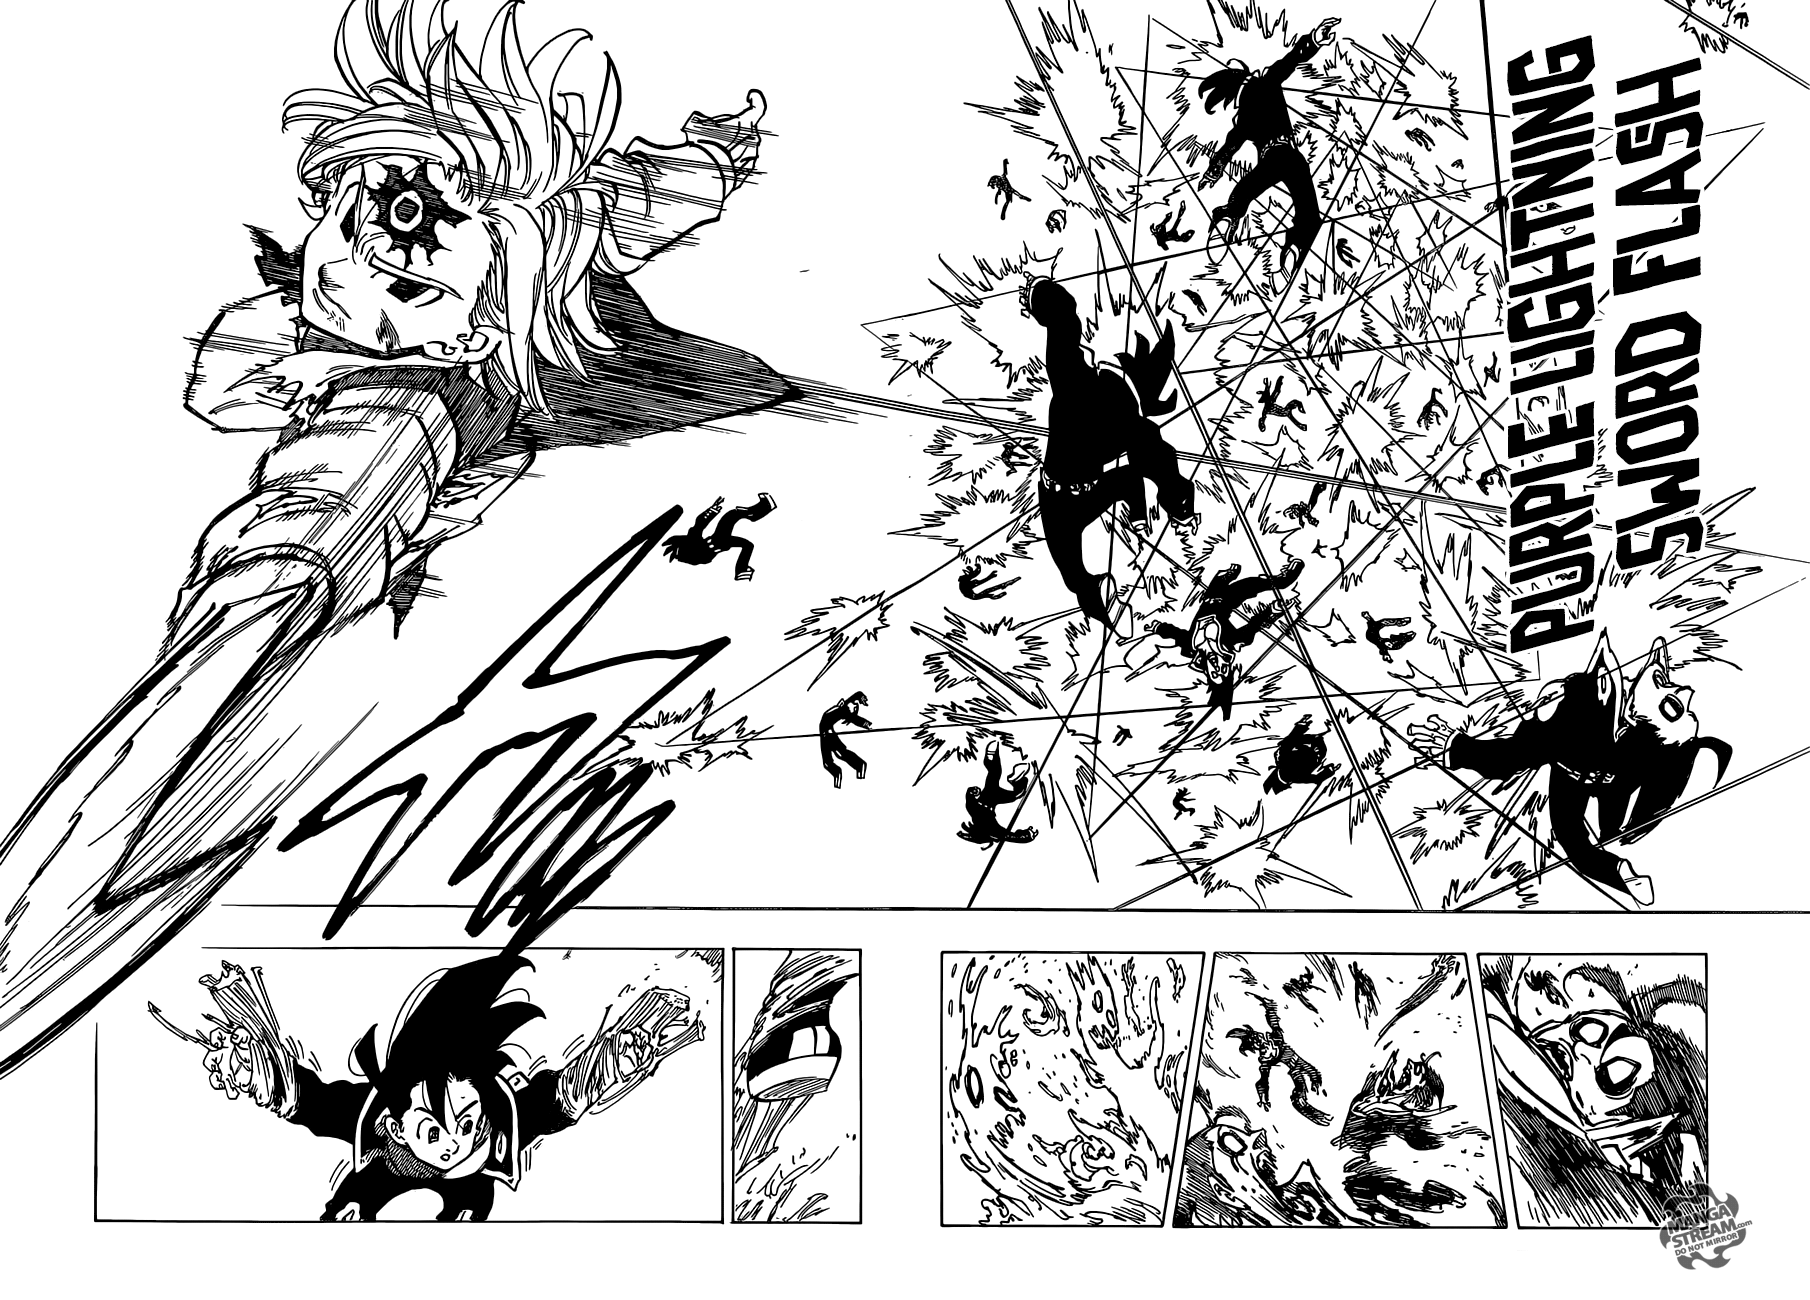 PURPLE LIGHTNING
SWORD FLASH
MANGA
STREAM.com
DO NOT MIRROR